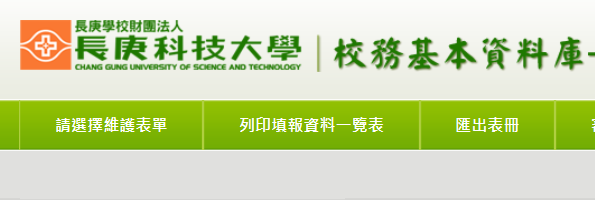 長庚學校財團法人
長庚科技大學
CHANG GUNG UNIVERSITY OF SCIENCE AND TECHNOLOGY
校務基本資料庫
請選擇維護表單 列印填報資料一覽表 匯出表冊